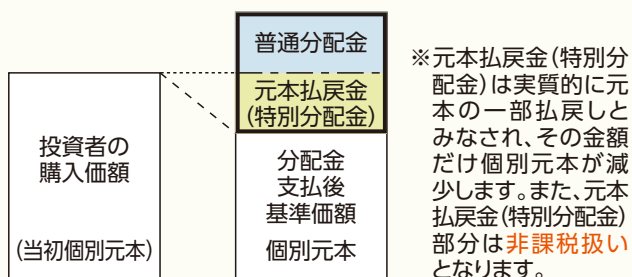 普通分配金
元本払戻金
(特別分配金)
投資者の
購入価額
(当初個別元本)
分配金
支払後
基準価額
個別元本
※元本払戻金(特別分
配金)は実質的に元
本の一部払戻しと
みなされ、その金額
だけ個別元本が減
少します。また、元本
払戻金(特別分配金)
部分は非課税扱い
となります。